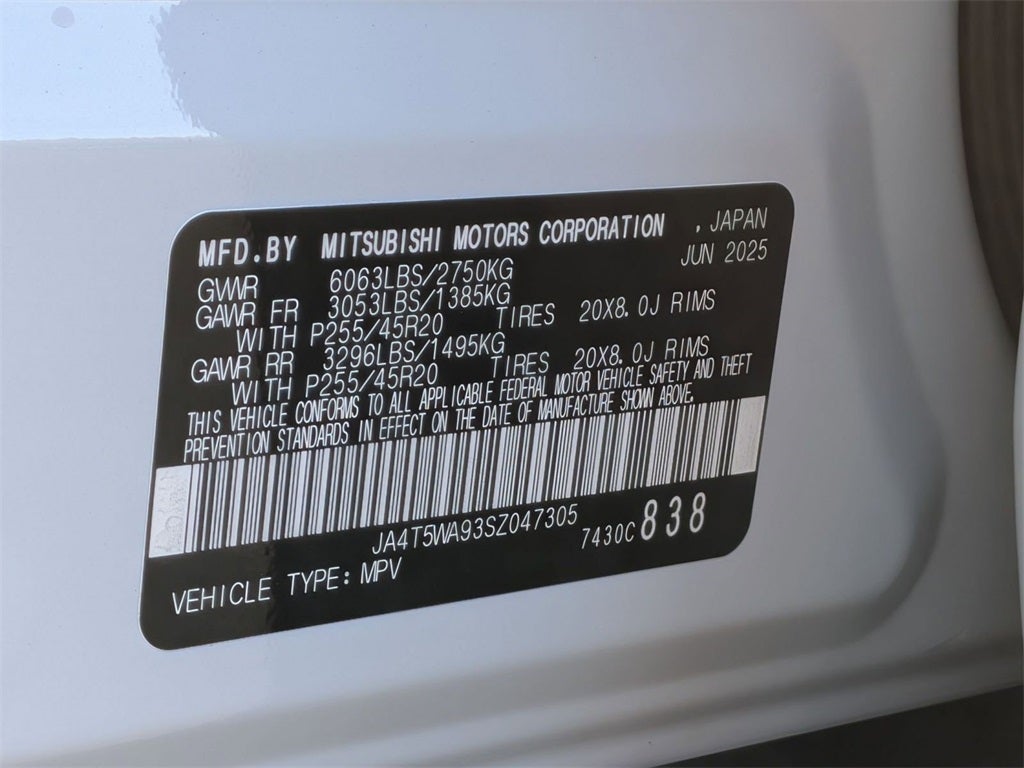 MFD.BY MITSUBISHI MOTORS CORPORATION , JAPAN
JUN 2025
GVWR 6063LBS/2750KG
GAWR FR 3053LBS/1385KG
WITH P255/45R20 TIRES 20X8.0J RIMS
GAWR RR 3296LBS/1495KG
WITH P255/45R20 TIRES 20X8.0J RIMS
THIS VEHICLE CONFORMS TO ALL APPLICABLE FEDERAL MOTOR VEHICLE SAFETY AND THEFT
PREVENTION STANDARDS IN EFFECT ON THE DATE OF MANUFACTURE SHOWN ABOVE.
JA4T5WA93SZ047305 7430C 838
VEHICLE TYPE: MPV